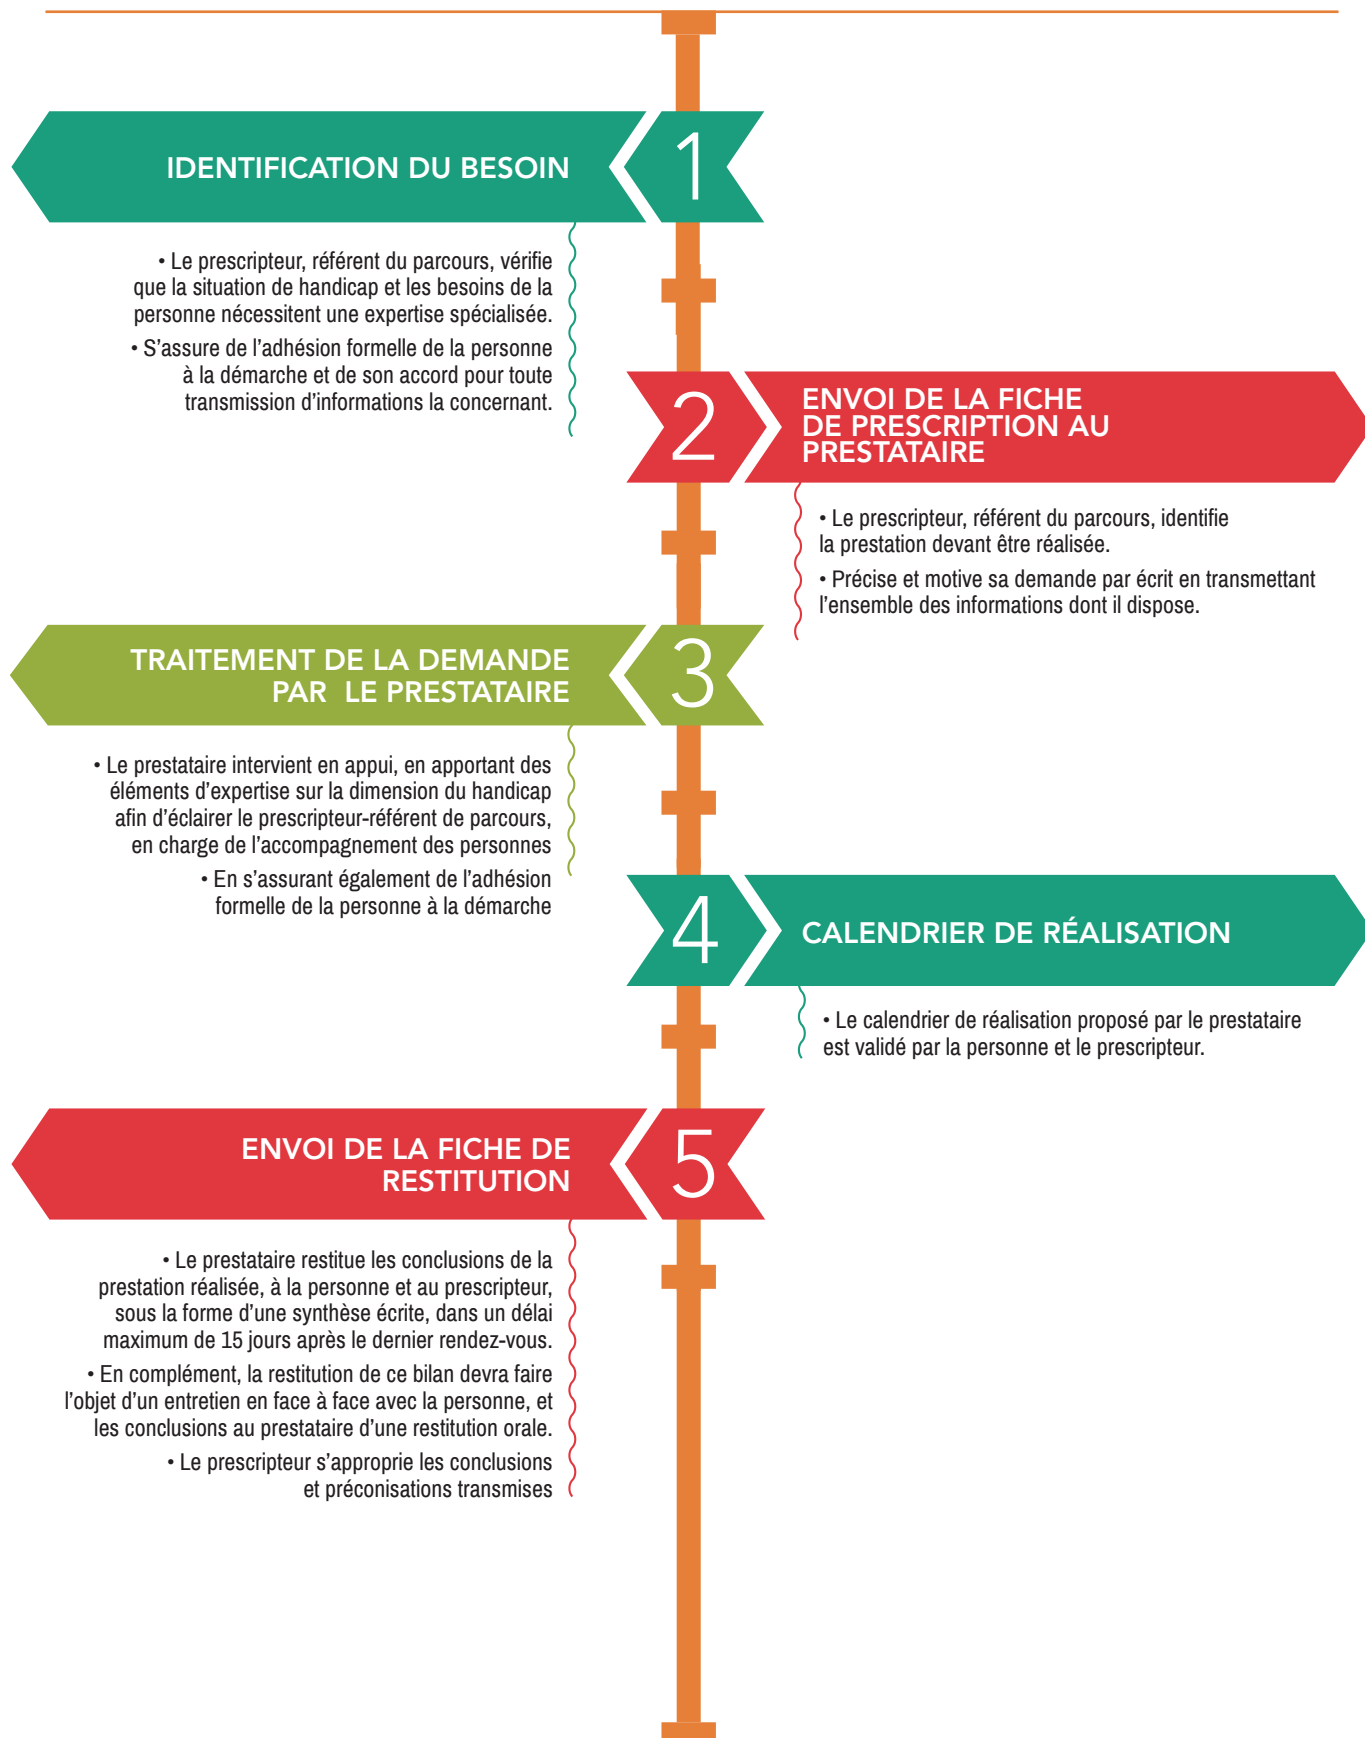 1
IDENTIFICATION DU BESOIN
• Le prescripteur, référent du parcours, vérifie
que la situation de handicap et les besoins de la
personne nécessitent une expertise spécialisée.
• S’assure de l’adhésion formelle de la personne
à la démarche et de son accord pour toute
transmission d’informations la concernant.
2
ENVOI DE LA FICHE
DE PRESCRIPTION AU
PRESTATAIRE
• Le prescripteur, référent du parcours, identifie
la prestation devant être réalisée.
• Précise et motive sa demande par écrit en transmettant
l’ensemble des informations dont il dispose.
3
TRAITEMENT DE LA DEMANDE
PAR LE PRESTATAIRE
• Le prestataire intervient en appui, en apportant des
éléments d’expertise sur la dimension du handicap
afin d’éclairer le prescripteur-référent de parcours,
en charge de l’accompagnement des personnes
• En s’assurant également de l’adhésion
formelle de la personne à la démarche
4
CALENDRIER DE RÉALISATION
• Le calendrier de réalisation proposé par le prestataire
est validé par la personne et le prescripteur.
5
ENVOI DE LA FICHE DE
RESTITUTION
• Le prestataire restitue les conclusions de la
prestation réalisée, à la personne et au prescripteur,
sous la forme d’une synthèse écrite, dans un délai
maximum de 15 jours après le dernier rendez-vous.
• En complément, la restitution de ce bilan devra faire
l’objet d’un entretien en face à face avec la personne, et
les conclusions au prestataire d’une restitution orale.
• Le prescripteur s’approprie les conclusions
et préconisations transmises